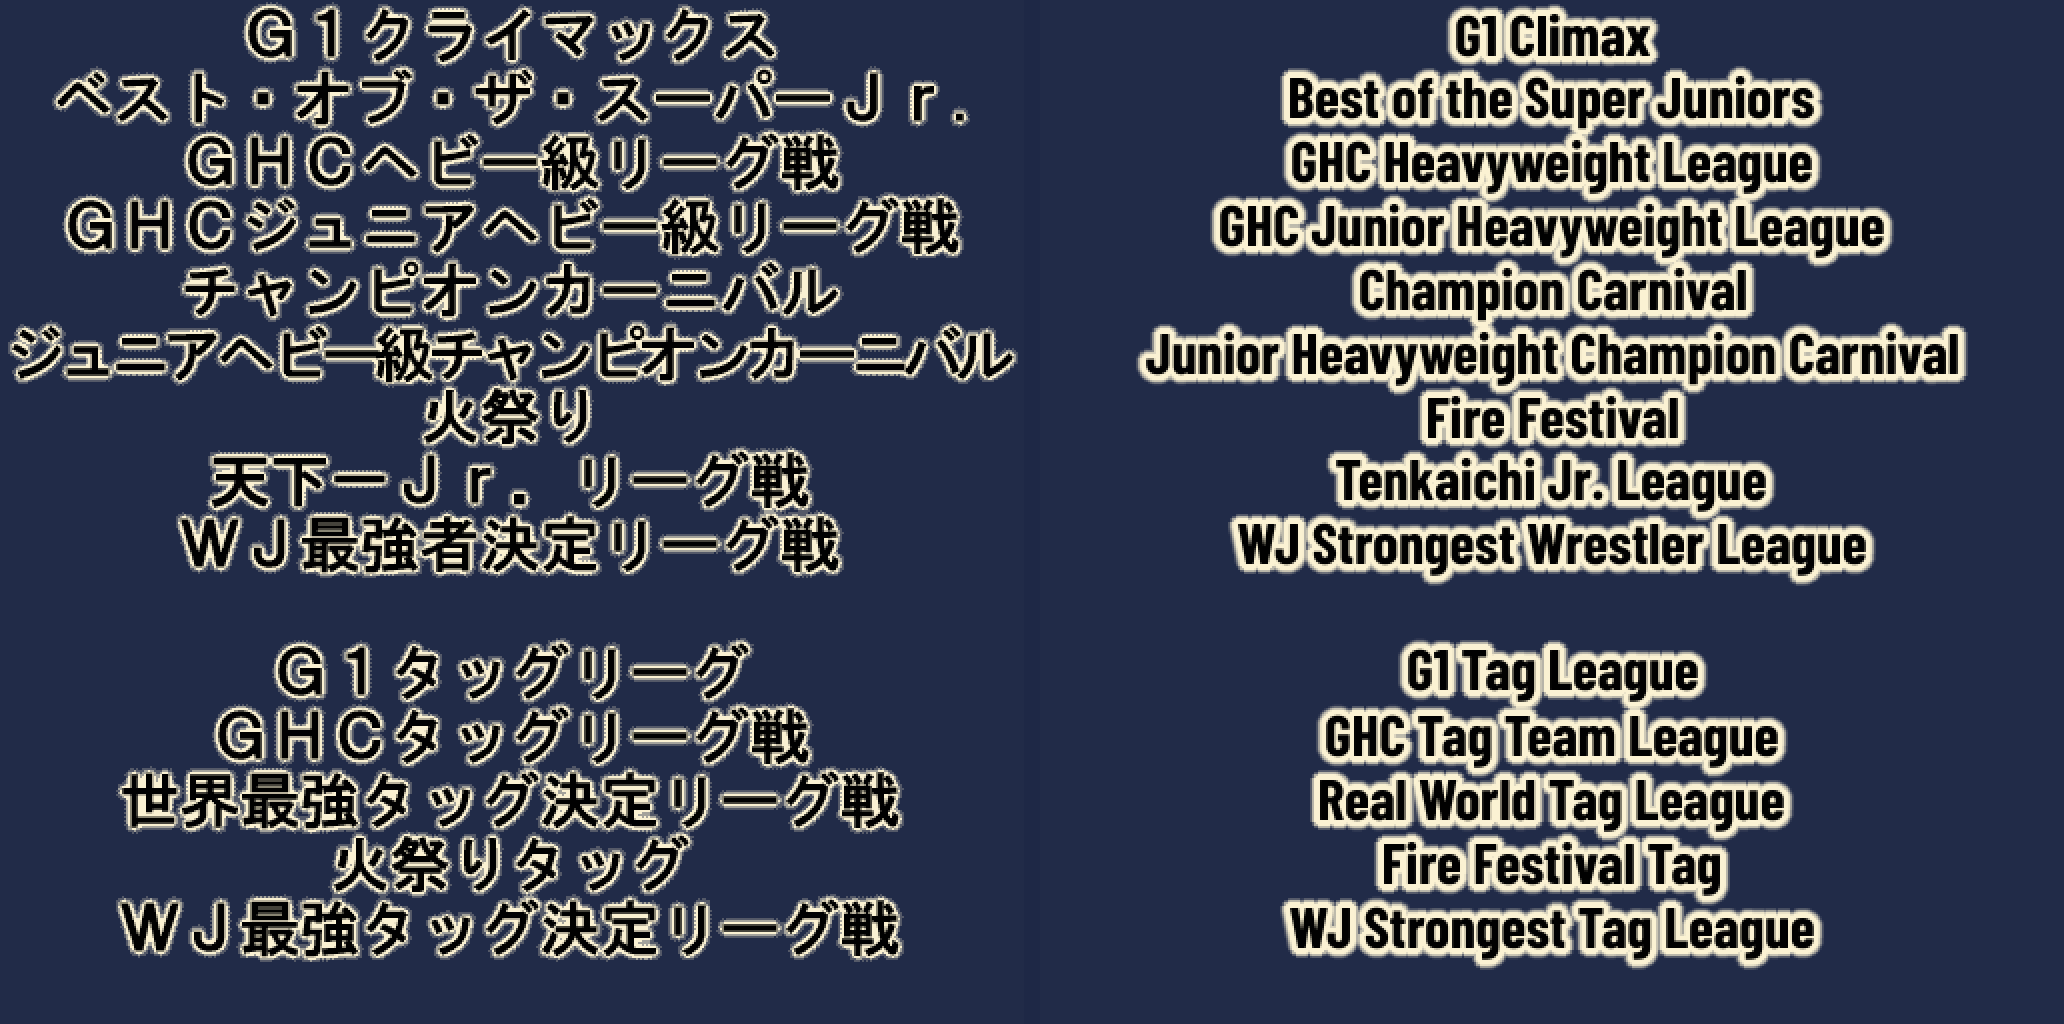 G1クライマックス
ベスト・オブ・ザ・スーパーJr.
GHCヘビー級リーグ戦
GHCジュニアヘビー級リーグ戦
チャンピオンカーニバル
ジュニアヘビー級チャンピオンカーニバル
火祭り
天下一Jr. リーグ戦
WJ最強者決定リーグ戦
G1タッグリーグ
GHCタッグリーグ戦
世界最強タッグ決定リーグ戦
火祭りタッグ
WJ最強タッグ決定リーグ戦
G1 Climax
Best of the Super Juniors
GHC Heavyweight League
GHC Junior Heavyweight League
Champion Carnival
Junior Heavyweight Champion Carnival
Fire Festival
Tenkaichi Jr. League
WJ Strongest Wrestler League
G1 Tag League
GHC Tag Team League
Real World Tag League
Fire Festival Tag
WJ Strongest Tag League